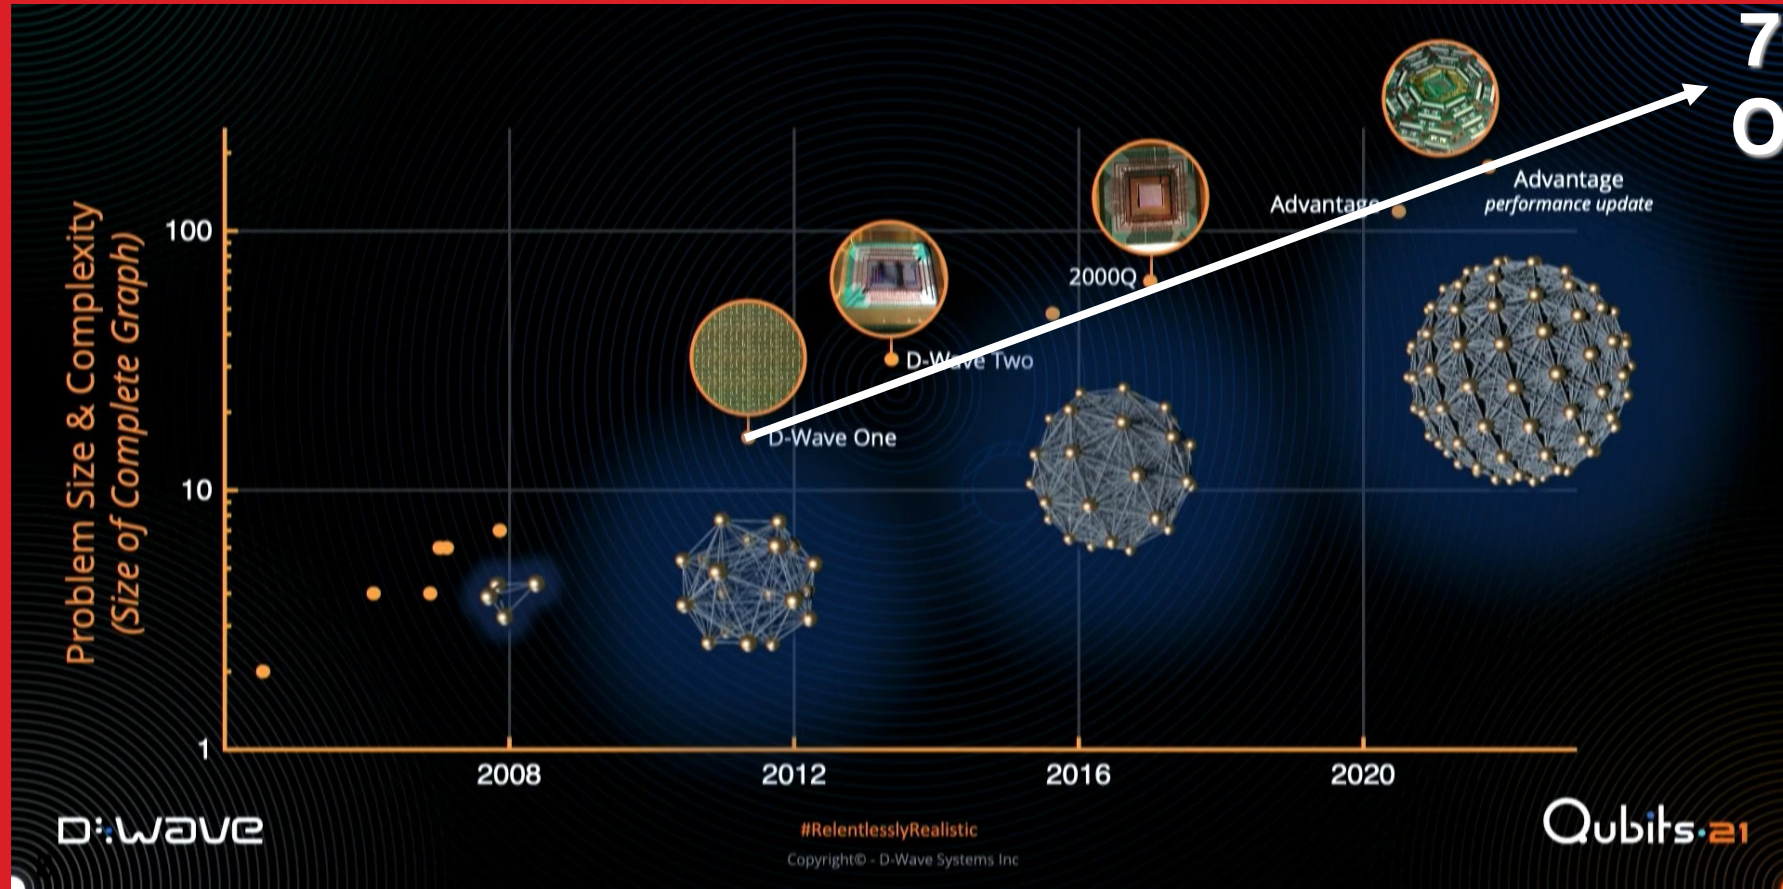 7
0
Problem Size & Complexity
(Size of Complete Graph)
100
10
1
2008
2012
2016
2020
D-Wave One
D-Wave Two
2000Q
Advantage
Advantage
performance update
D:Wave
#RelentlesslyRealistic
Copyright© - D-Wave Systems Inc
Qubits·21